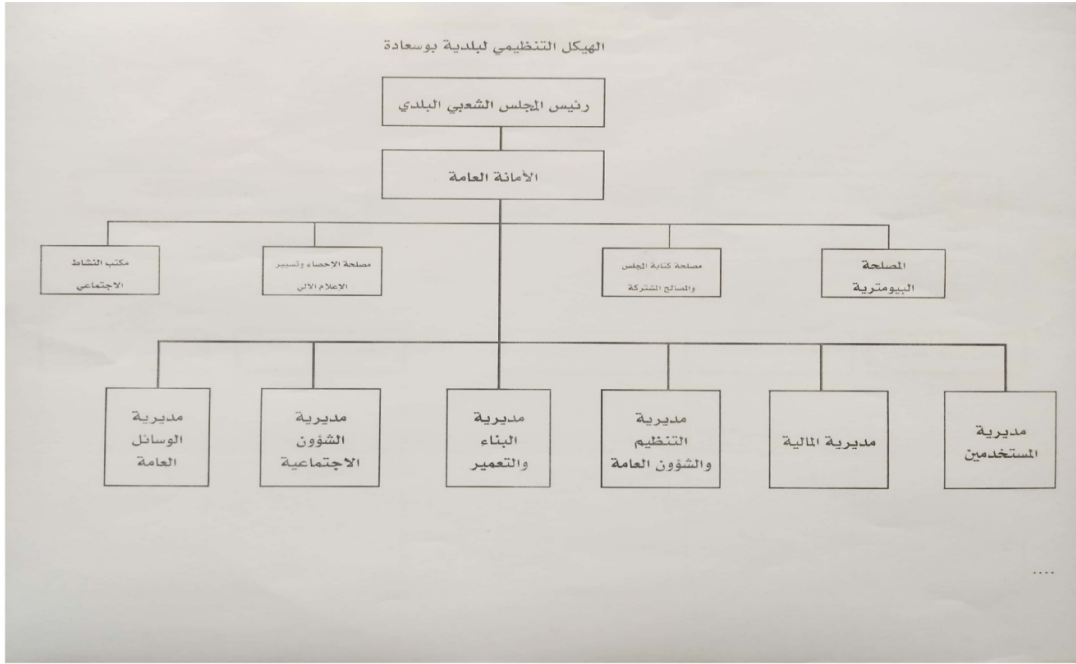 الهيكل التنظيمي لبلدية بوسعادة
رئيس المجلس الشعبي البلدي
الأمانة العامة
المصلحة
البيومترية
مصلحة كتابة المجلس
والمصالح المشتركة
مصلحة الإحصاء وتسيير
الاعلام الالي
مكتب النشاط
الاجتماعي
مديرية
المستخدمين
مديرية المالية
مديرية
التنظيم
والشؤون العامة
مديرية
البناء
والتعمير
مديرية
الشؤون
الاجتماعية
مديرية
الوسائل
العامة
....